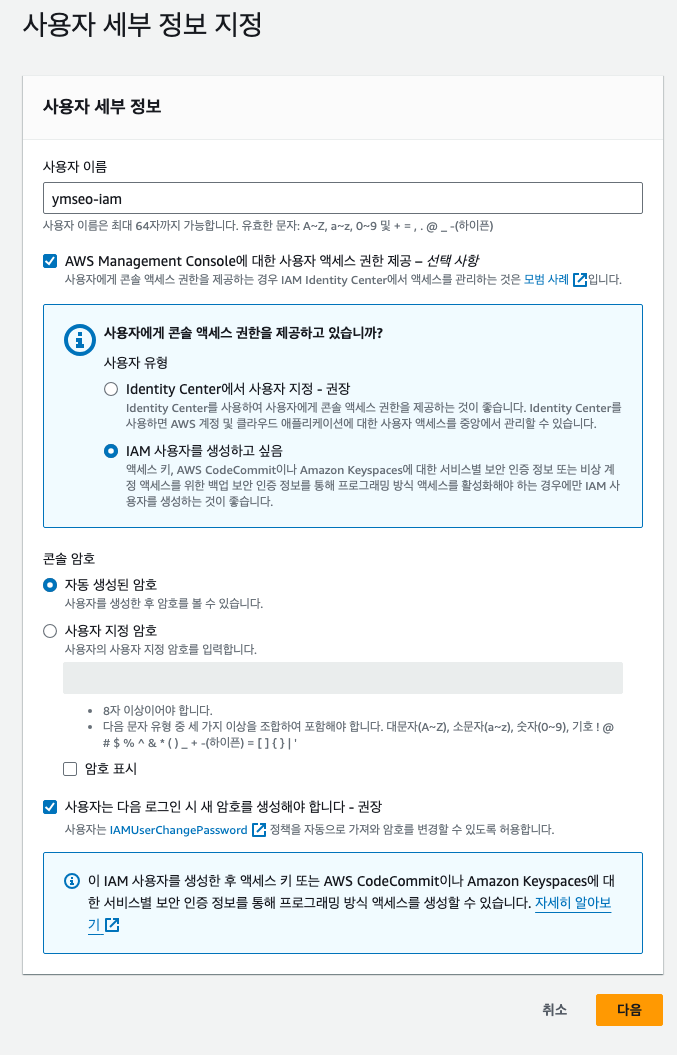 사용자 세부 정보 지정
사용자 세부 정보
사용자 이름
ymseo-iam
사용자 이름은 최대 64자까지 가능합니다. 유효한 문자: A~Z, a~z, 0~9 및 + = , . @ _ -(하이픈)
AWS Management Console에 대한 사용자 액세스 권한 제공 – 선택 사항
사용자에게 콘솔 액세스 권한을 제공하는 경우 IAM Identity Center에서 액세스를 관리하는 것은 모범 사례 입니다.
사용자에게 콘솔 액세스 권한을 제공하고 있습니까?
사용자 유형
Identity Center에서 사용자 지정 - 권장
Identity Center를 사용하여 사용자에게 콘솔 액세스 권한을 제공하는 것이 좋습니다. Identity Center를
사용하면 AWS 계정 및 클라우드 애플리케이션에 대한 사용자 액세스를 중앙에서 관리할 수 있습니다.
IAM 사용자를 생성하고 싶음
액세스 키, AWS CodeCommit이나 Amazon Keyspaces에 대한 서비스별 보안 인증 정보 또는 비상 계
정 액세스를 위한 백업 보안 인증 정보를 통해 프로그래밍 방식 액세스를 활성화해야 하는 경우에만 IAM 사
용자를 생성하는 것이 좋습니다.
콘솔 암호
자동 생성된 암호
사용자를 생성한 후 암호를 볼 수 있습니다.
사용자 지정 암호
사용자의 사용자 지정 암호를 입력합니다.
• 8자 이상이어야 합니다.
• 다음 문자 유형 중 세 가지 이상을 조합하여 포함해야 합니다. 대문자(A~Z), 소문자(a~z), 숫자(0~9), 기호 ! @
# $ % ^ & * ( ) _ + -(하이픈) = [ ] { } | '
암호 표시
사용자는 다음 로그인 시 새 암호를 생성해야 합니다 - 권장
사용자는 IAMUserChangePassword 정책을 자동으로 가져와 암호를 변경할 수 있도록 허용합니다.
이 IAM 사용자를 생성한 후 액세스 키 또는 AWS CodeCommit이나 Amazon Keyspaces에 대
한 서비스별 보안 인증 정보를 통해 프로그래밍 방식 액세스를 생성할 수 있습니다. 자세히 알아보
기
취소
다음